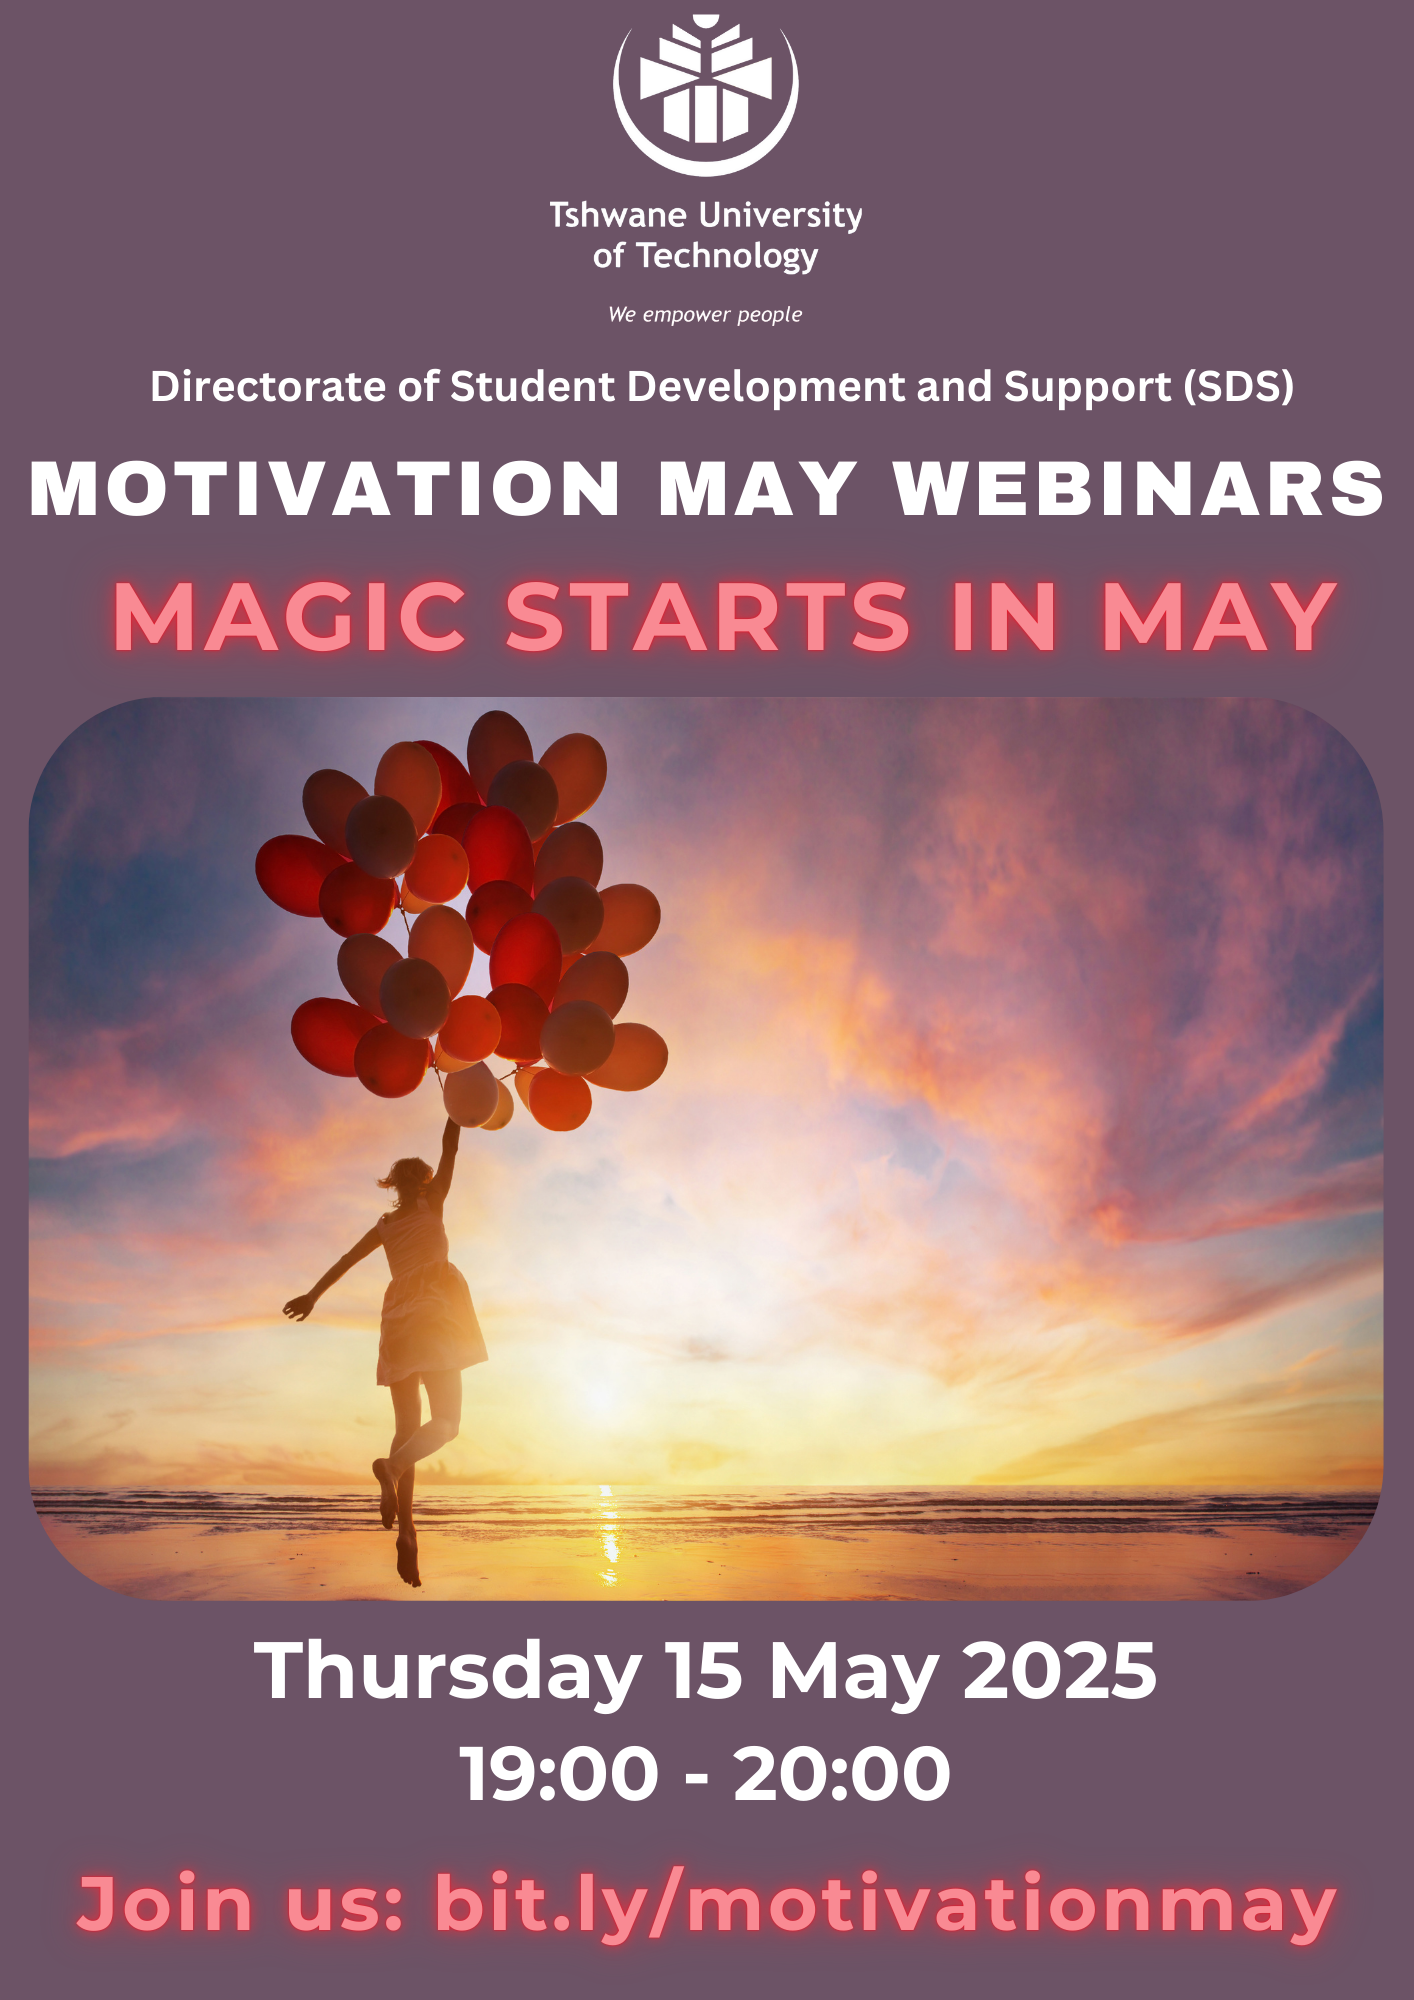 Tshwane University
of Technology
We empower people
Directorate of Student Development and Support (SDS)
MOTIVATION MAY WEBINARS
MAGIC STARTS IN MAY
Thursday 15 May 2025
19:00 - 20:00
Join us: bit.ly/motivationmay